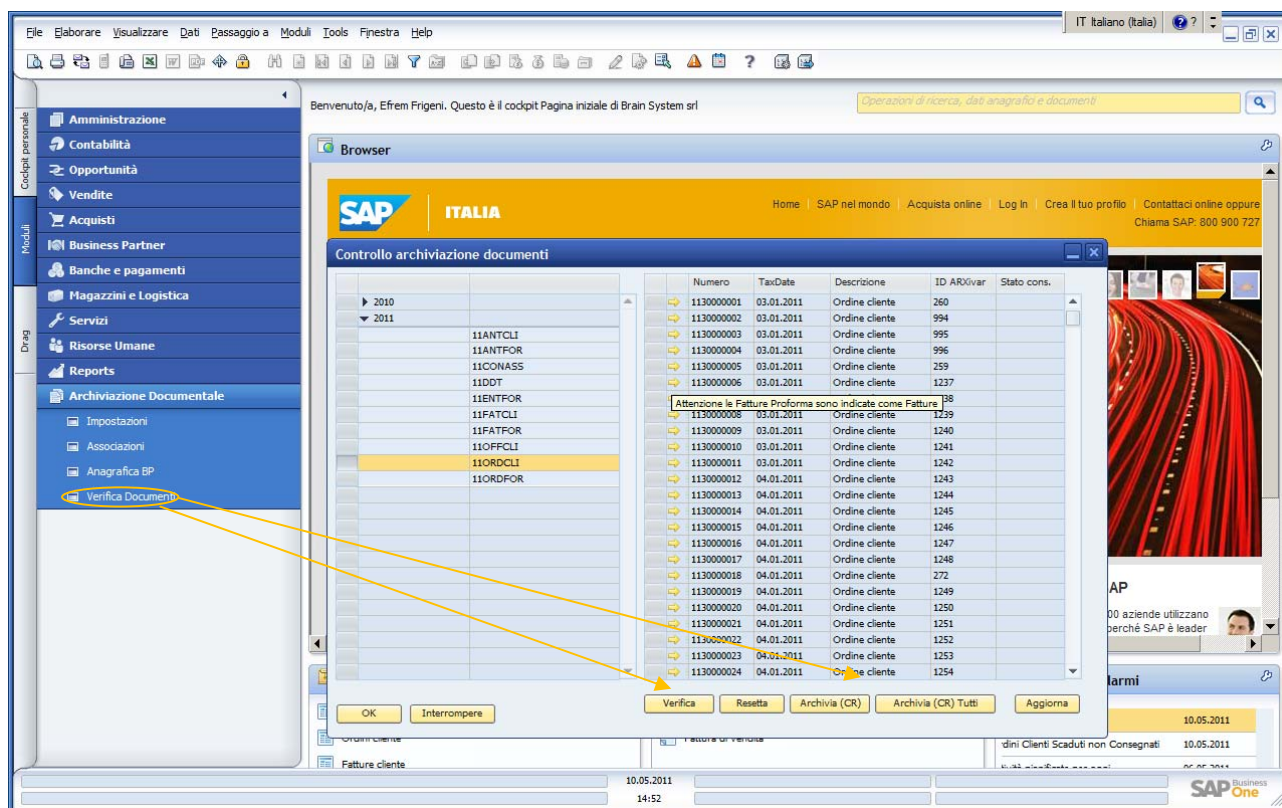 IT Italiano (Italia) ?
File Elaborare Visualizzare Dati Passaggio a Moduli Tools Finestra Help
Benvenuto/a, Efrem Frigeni. Questo è il cockpit Pagina iniziale di Brain System srl
Operazioni di ricerca, dati anagrafici e documenti
Cockpit personale
Moduli
Drag
Amministrazione
Contabilità
Opportunità
Vendite
Acquisti
Business Partner
Banche e pagamenti
Magazzini e Logistica
Servizi
Risorse Umane
Reports
Archiviazione Documentale
Impostazioni
Associazioni
Anagrafica BP
Verifica Documenti
Browser
SAP ITALIA
Home | SAP nel mondo | Acquista online | Log In | Crea Il tuo profilo | Contattaci online oppure
Chiama SAP: 800 900 727
Controllo archiviazione documenti
2010
2011
11ANTCLI
11ANTFOR
11CONASS
11DDT
11ENTFOR
11FATCLI
11FATFOR
11OFFCLI
11ORDCLI
11ORDFOR
Numero TaxDate Descrizione ID ARXivar Stato cons.
1130000001 03.01.2011 Ordine cliente 260
1130000002 03.01.2011 Ordine cliente 994
1130000003 03.01.2011 Ordine cliente 995
1130000004 03.01.2011 Ordine cliente 996
1130000005 03.01.2011 Ordine cliente 259
1130000006 03.01.2011 Ordine cliente 1237
Attenzione le Fatture Proforma sono indicate come Fatture
1130000008 03.01.2011 Ordine cliente 1239
1130000009 03.01.2011 Ordine cliente 1240
1130000010 03.01.2011 Ordine cliente 1241
1130000011 03.01.2011 Ordine cliente 1242
1130000012 04.01.2011 Ordine cliente 1243
1130000013 04.01.2011 Ordine cliente 1244
1130000014 04.01.2011 Ordine cliente 1245
1130000015 04.01.2011 Ordine cliente 1246
1130000016 04.01.2011 Ordine cliente 1247
1130000017 04.01.2011 Ordine cliente 1248
1130000018 04.01.2011 Ordine cliente 272
1130000019 04.01.2011 Ordine cliente 1249
1130000020 04.01.2011 Ordine cliente 1250
1130000021 04.01.2011 Ordine cliente 1251
1130000022 04.01.2011 Ordine cliente 1252
1130000023 04.01.2011 Ordine cliente 1253
1130000024 04.01.2011 Ordine cliente 1254
OK Interrompere
Verifica Resetta Archivia (CR) Archivia (CR) Tutti Aggiorna
AP
00 aziende utilizzano
perché SAP è leader
larmi
10.05.2011
dini Clienti Scaduti non Consegnati 10.05.2011
Fatture cliente
10.05.2011
14:52
SAP Business One